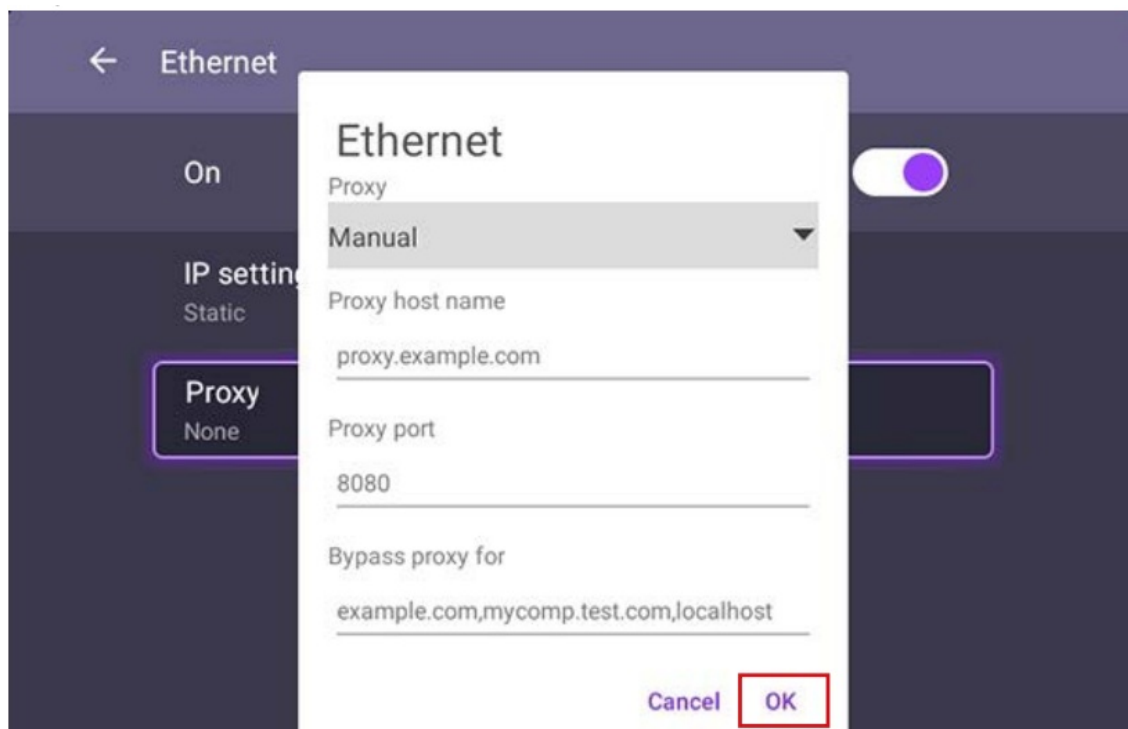 Ethernet
On
IP setting
Static
Proxy
None
Ethernet
Proxy
Manual
Proxy host name
proxy.example.com
Proxy port
8080
Bypass proxy for
example.com,mycomp.test.com,localhost
Cancel OK